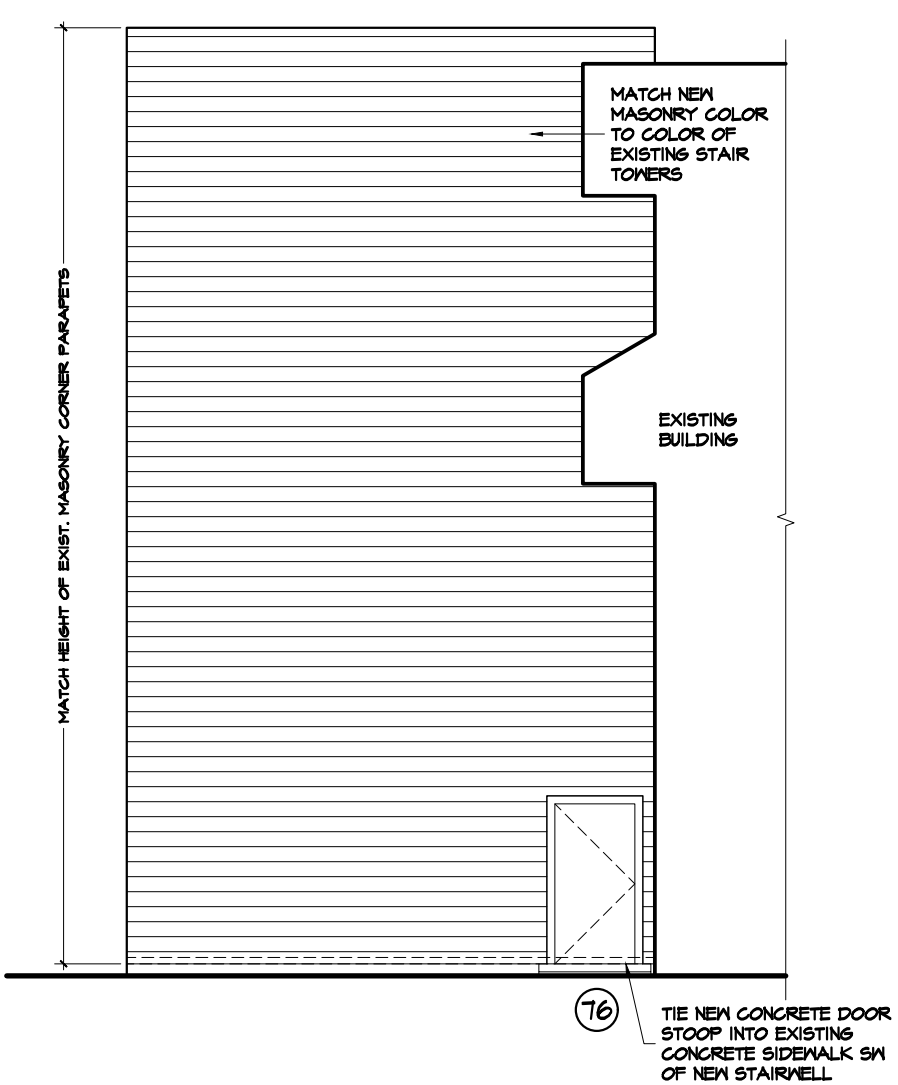 MATCH NEW
MASONRY COLOR
TO COLOR OF
EXISTING STAIR
TOWERS
MATCH HEIGHT OF EXIST. MASONRY CORNER PARAPETS
EXISTING
BUILDING
76
TIE NEW CONCRETE DOOR
STOOP INTO EXISTING
CONCRETE SIDEWALK SW
OF NEW STAIRWELL